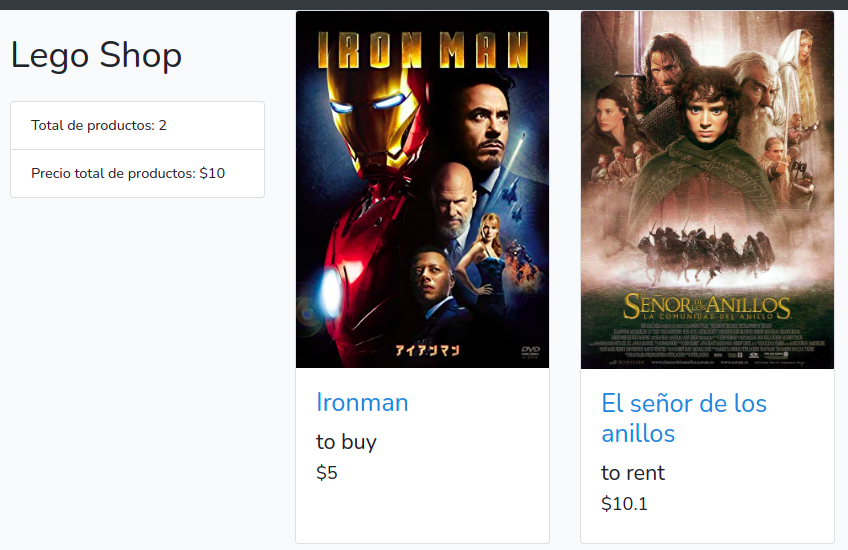 Lego Shop
Total de productos: 2
Precio total de productos: $10
IRON MAN
アイアンマン
DVD
Ironman
to buy
$5
EL
SEÑOR DE LOS ANILLOS
LA COMUNIDAD DEL ANILLO
El señor de los
anillos
to rent
$10.1